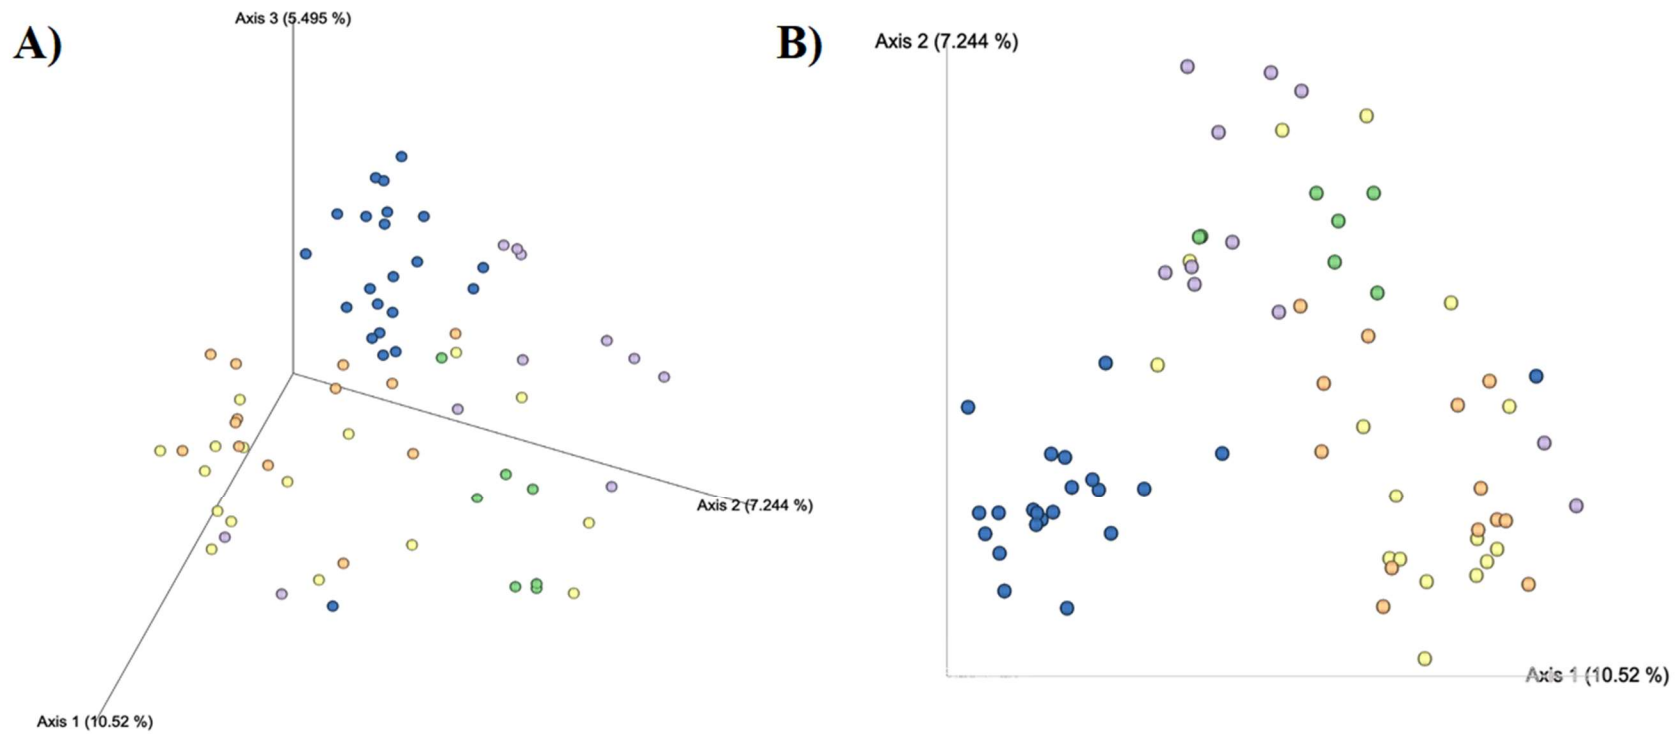 A)
Axis 3 (5.495 %)
Axis 2 (7.244 %)
Axis 1 (10.52 %)
B)
Axis 2 (7.244 %)
Axis 1 (10.52 %)